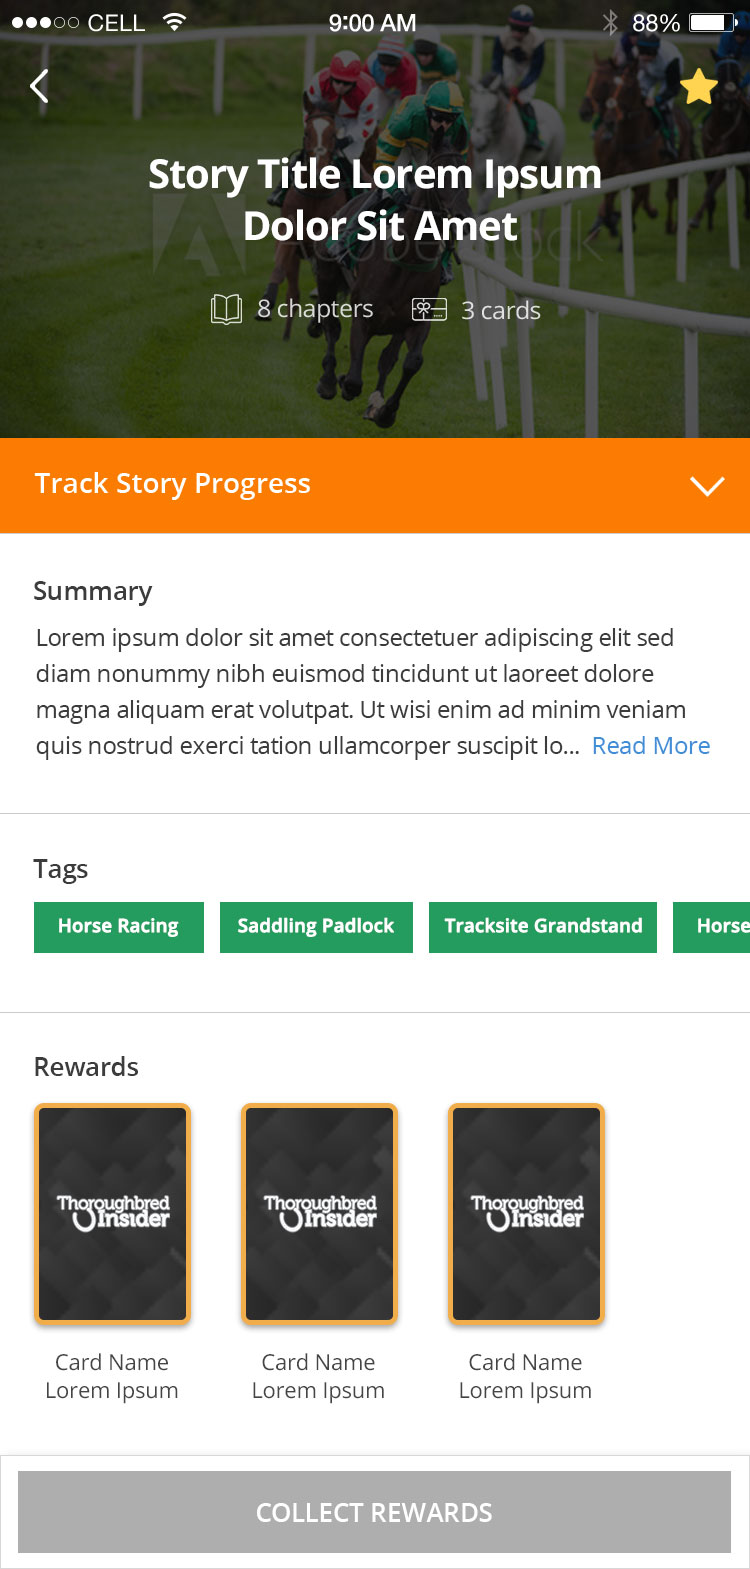 CELL 9:00 AM 88%
Story Title Lorem Ipsum
Dolor Sit Amet
Adobe Stock
8 chapters 3 cards
Track Story Progress
Summary
Lorem ipsum dolor sit amet consectetuer adipiscing elit sed
diam nonummy nibh euismod tincidunt ut laoreet dolore
magna aliquam erat volutpat. Ut wisi enim ad minim veniam
quis nostrud exerci tation ullamcorper suscipit lo... Read More
Tags
Horse Racing Saddling Padlock Tracksite Grandstand Horse
Rewards
Thoroughbred Thoroughbred Thoroughbred
Insider Insider Insider
Card Name Card Name Card Name
Lorem Ipsum Lorem Ipsum Lorem Ipsum
COLLECT REWARDS